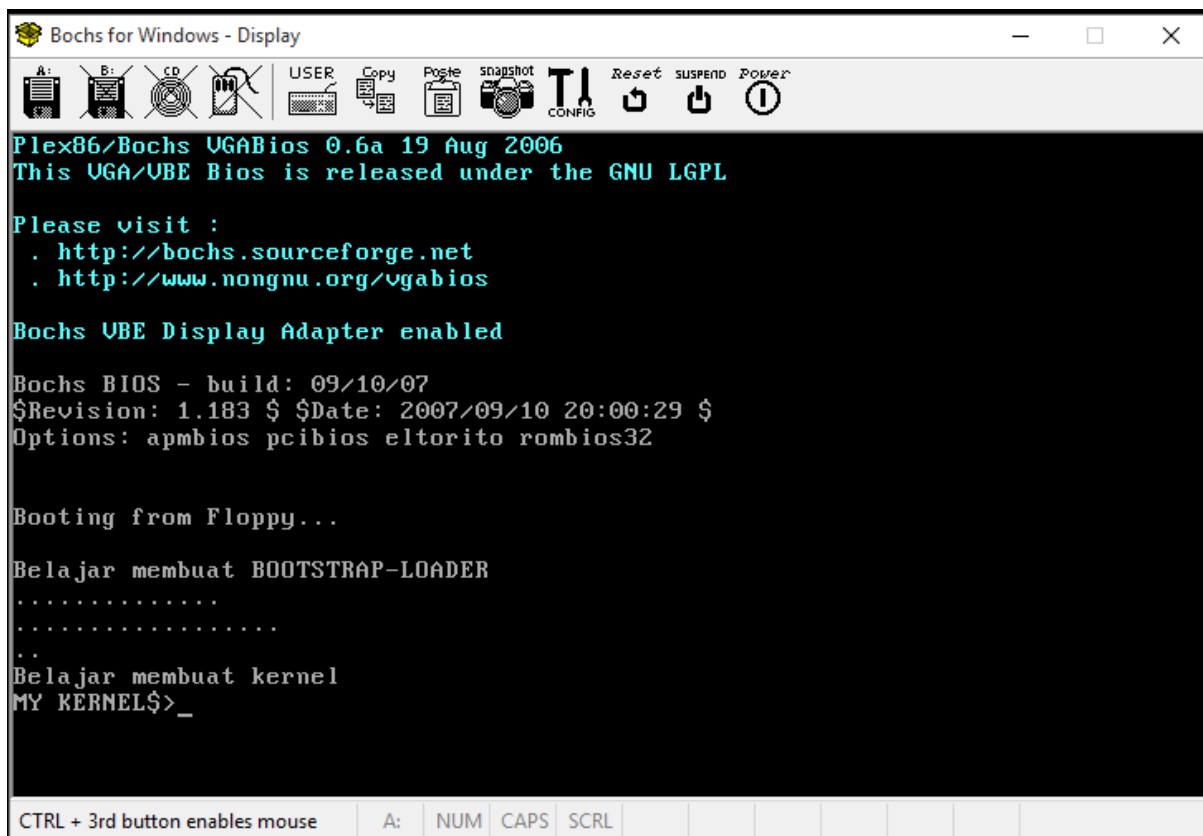 Bochs for Windows - Display
A: B: CD USER Copy Poste snapshot CONFIG Reset SUSPEND Power
Plex86/Bochs VGABios 0.6a 19 Aug 2006
This VGA/VBE Bios is released under the GNU LGPL
Please visit :
. http://bochs.sourceforge.net
. http://www.nongnu.org/vgabios
Bochs VBE Display Adapter enabled
Bochs BIOS - build: 09/10/07
$Revision: 1.183 $ $Date: 2007/09/10 20:00:29 $
Options: apmbios pcibios eltorito rombios32
Booting from Floppy...
Belajar membuat BOOTSTRAP-LOADER
..............
..................
..
Belajar membuat kernel
MY KERNEL$>_
CTRL + 3rd button enables mouse A: NUM CAPS SCRL